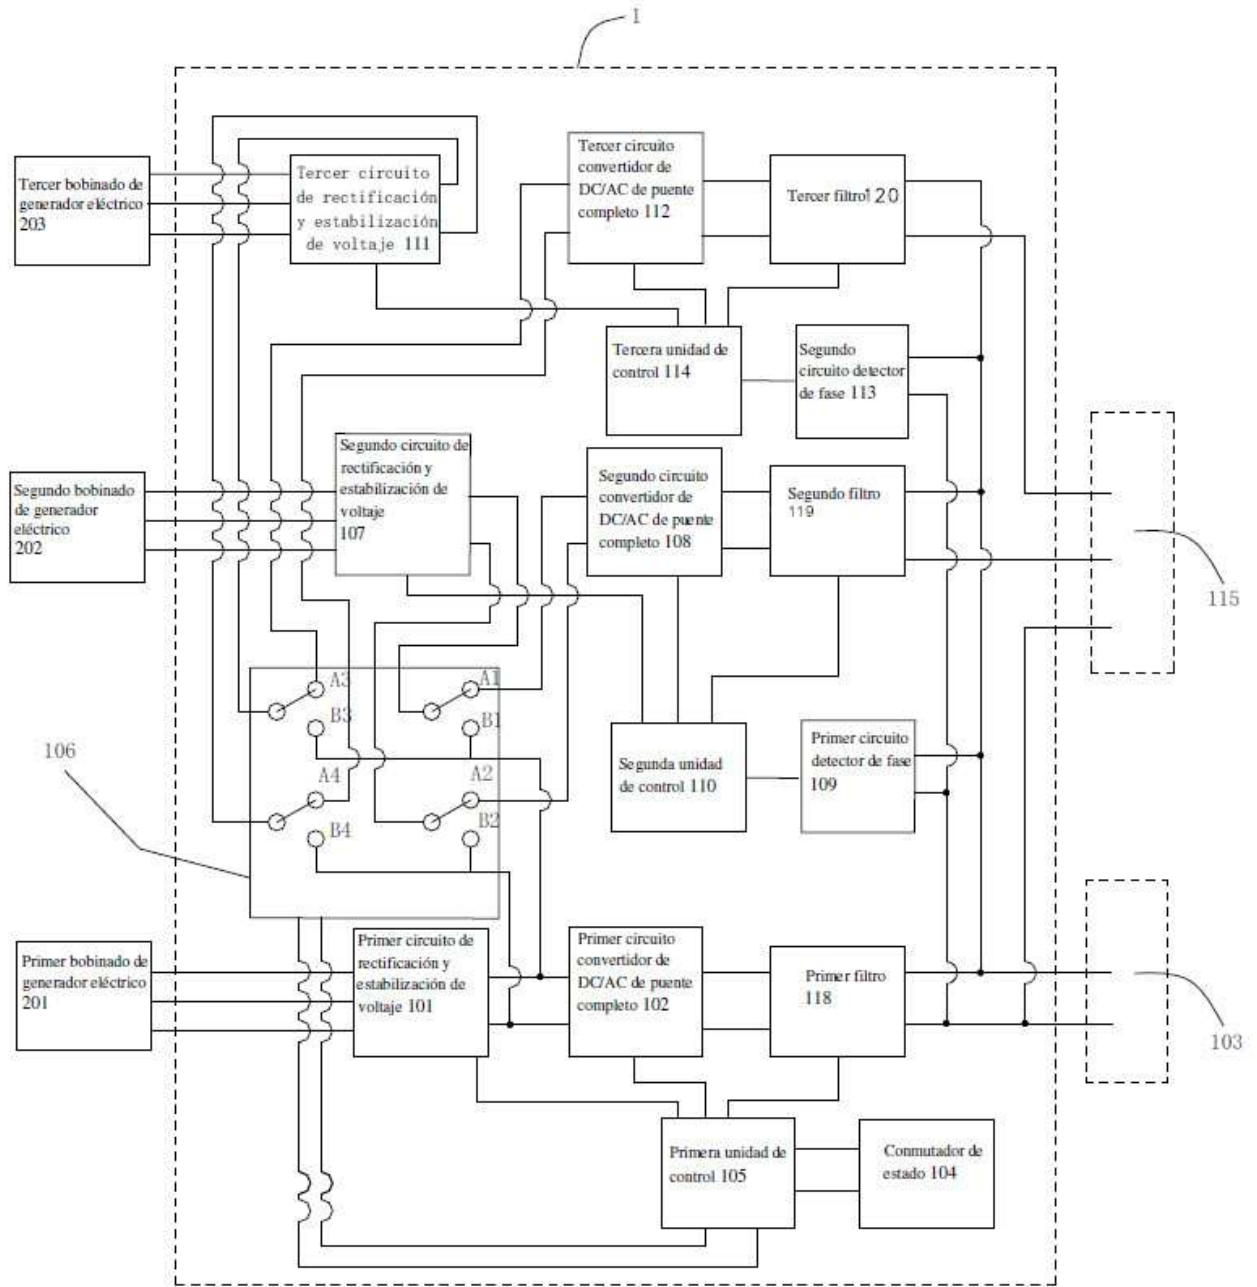 1
Tercer bobinado de
generador eléctrico
203
Tercer circuito
de rectificación
y estabilización
de voltaje 111
Tercer circuito
convertidor de
DC/AC de puente
completo 112
Tercer filtro120
Tercera unidad de
control 114
Segundo
circuito detector
de fase 113
Segundo bobinado
de generador
eléctrico
202
Segundo circuito de
rectificación y
estabilización de
voltaje
107
Segundo circuito
convertidor de
DC/AC de puente
completo 108
Segundo filtro
119
115
A3
B3
A4
B4
A1
B1
A2
B2
106
Segunda unidad
de control 110
Primer circuito
detector de fase
109
Primer bobinado de
generador eléctrico
201
Primer circuito de
rectificación y
estabilización de
voltaje 101
Primer circuito
convertidor de
DC/AC de puente
completo 102
Primer filtro
118
103
Primera unidad de
control 105
Conmutador de
estado 104